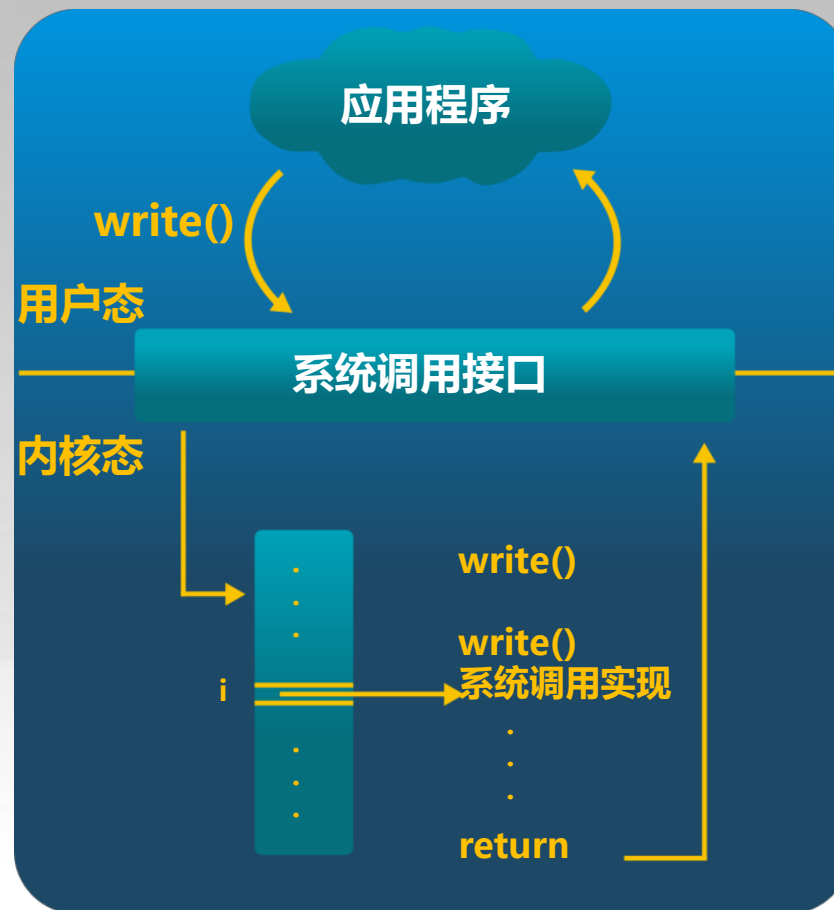 应用程序
write()
用户态
系统调用接口
内核态
write()
write()
系统调用实现
i
return